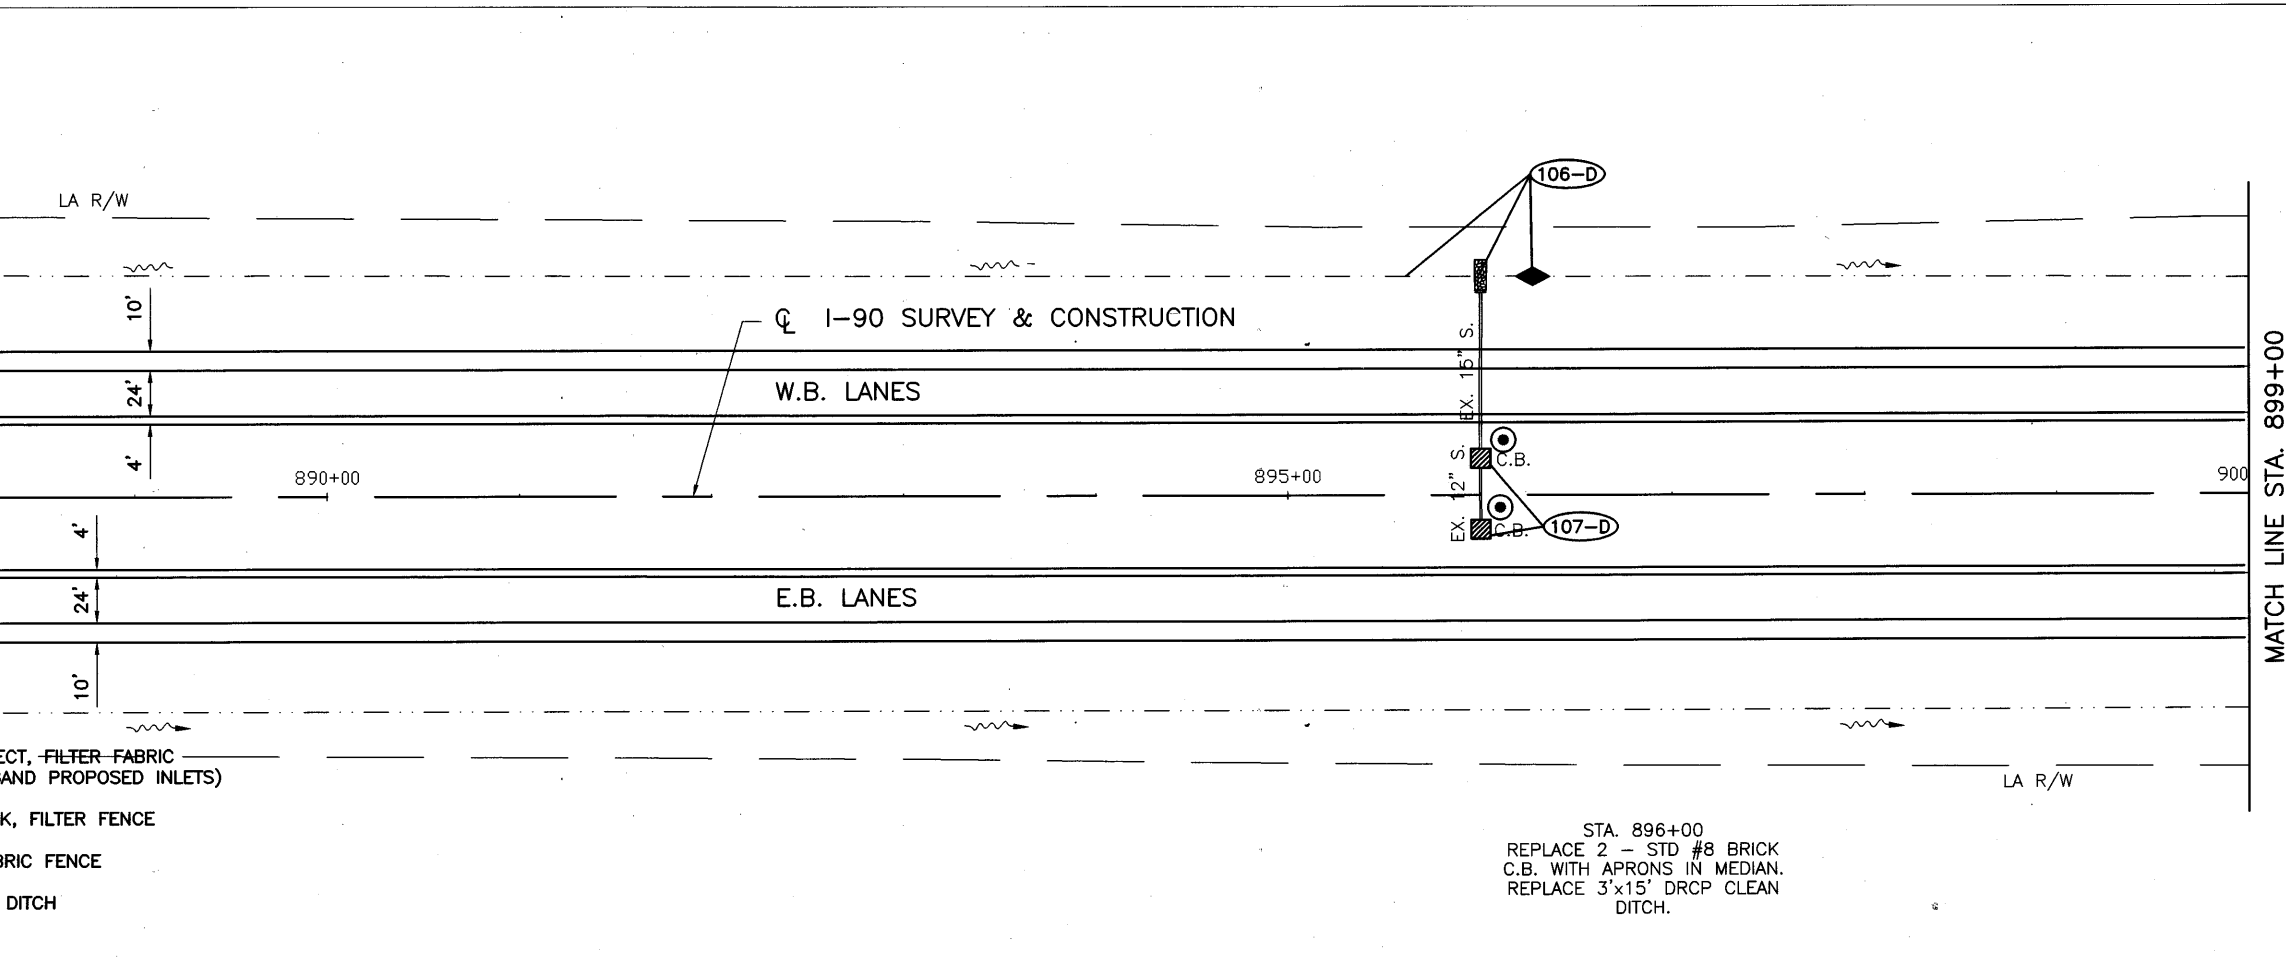 106-D
LA R/W
10'
℄ I-90 SURVEY & CONSTRUCTION
EX. 15" S.
24'
W.B. LANES
4'
890+00
895+00
900
C.B.
EX. 12" S.
C.B.
107-D
4'
24'
E.B. LANES
10'
MATCH LINE STA. 899+00
ECT, FILTER FABRIC
AND PROPOSED INLETS)
K, FILTER FENCE
BRIC FENCE
DITCH
LA R/W
STA. 896+00
REPLACE 2 - STD #8 BRICK
C.B. WITH APRONS IN MEDIAN.
REPLACE 3'x15' DRCP CLEAN
DITCH.